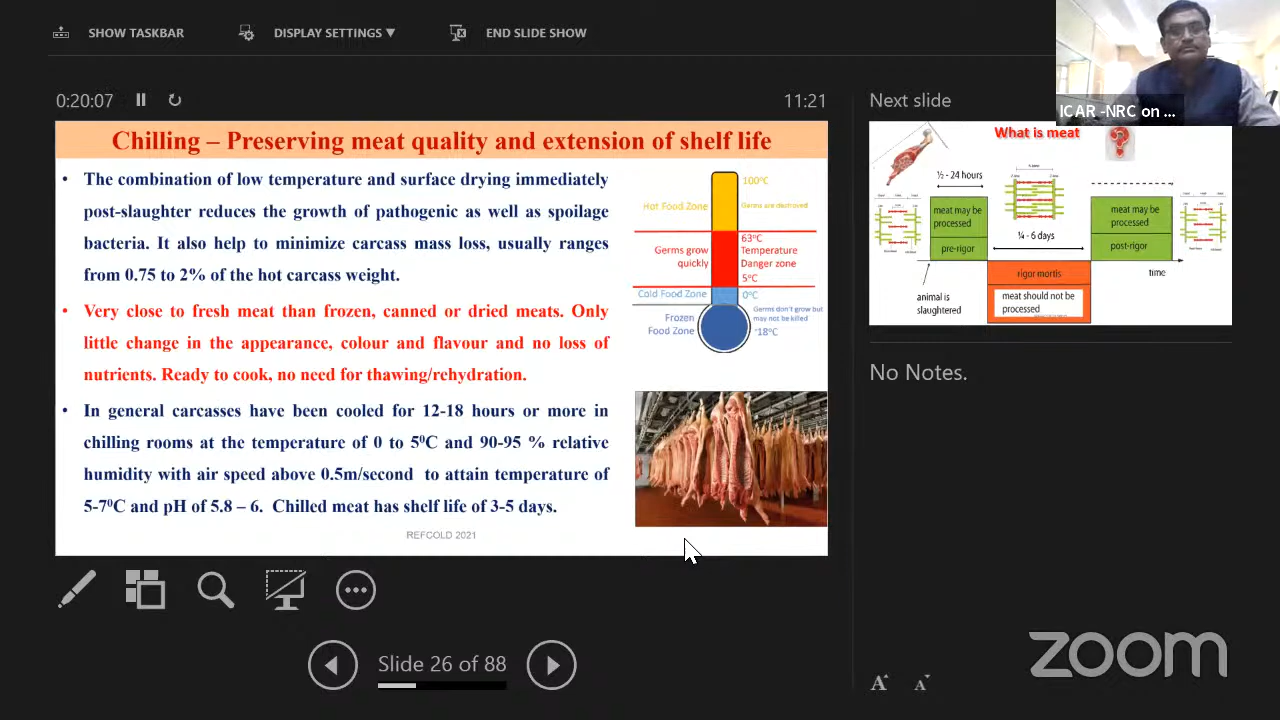 SHOW TASKBAR
DISPLAY SETTINGS ▼
END SLIDE SHOW
0:20:07
11:21
Next slide
ICAR -NRC on ...
Chilling – Preserving meat quality and extension of shelf life
• The combination of low temperature and surface drying immediately
post-slaughter reduces the growth of pathogenic as well as spoilage
bacteria. It also help to minimize carcass mass loss, usually ranges
from 0.75 to 2% of the hot carcass weight.
• Very close to fresh meat than frozen, canned or dried meats. Only
little change in the appearance, colour and flavour and no loss of
nutrients. Ready to cook, no need for thawing/rehydration.
• In general carcasses have been cooled for 12-18 hours or more in
chilling rooms at the temperature of 0 to 5⁰C and 90-95 % relative
humidity with air speed above 0.5m/second to attain temperature of
5-7⁰C and pH of 5.8 – 6. Chilled meat has shelf life of 3-5 days.
REFCOLD 2021
100°C
Hot Food Zone
Germs are destroyed
63°C
Germs grow
quickly
Temperature
Danger zone
5°C
Cold Food Zone
0°C
Frozen
Food Zone
Germs don't grow but
may not be killed
-18°C
What is meat
½ - 24 hours
meat may be
processed
pre-rigor
¼ - 6 days
meat may be
processed
post-rigor
time
rigor mortis
meat should not be
processed
animal is
slaughtered
No Notes.
Slide 26 of 88
A A
zoom